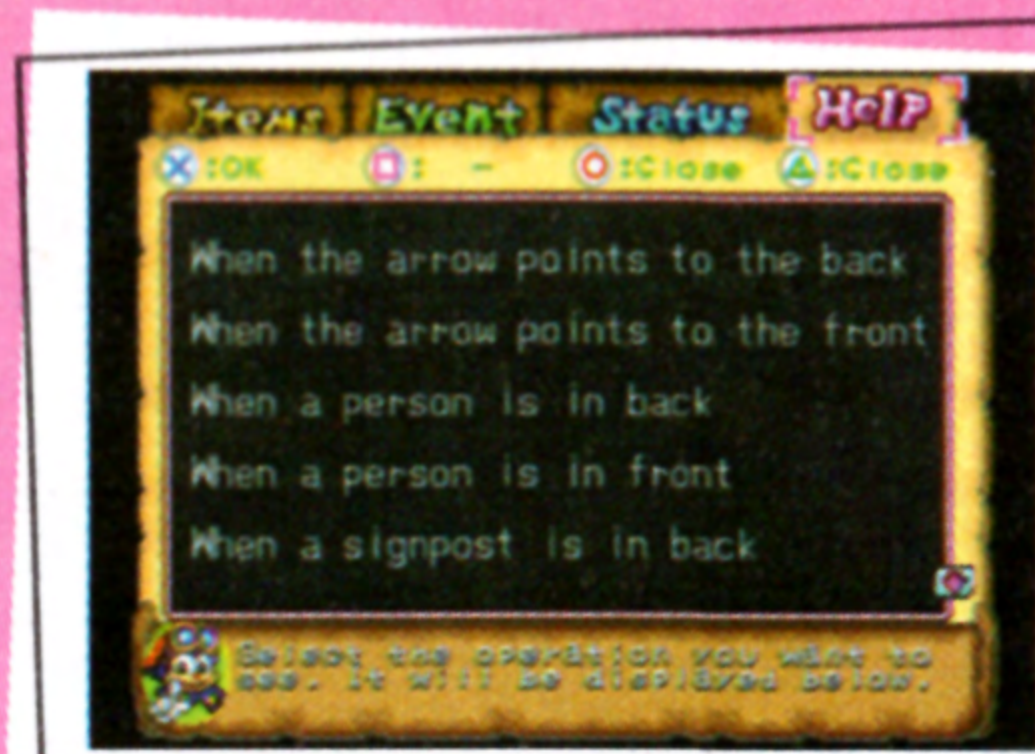 Items Event Status Help
:OK : - :Close :Close
When the arrow points to the back
When the arrow points to the front
When a person is in back
When a person is in front
When a signpost is in back
Select the operation you want to
see. It will be displayed below.